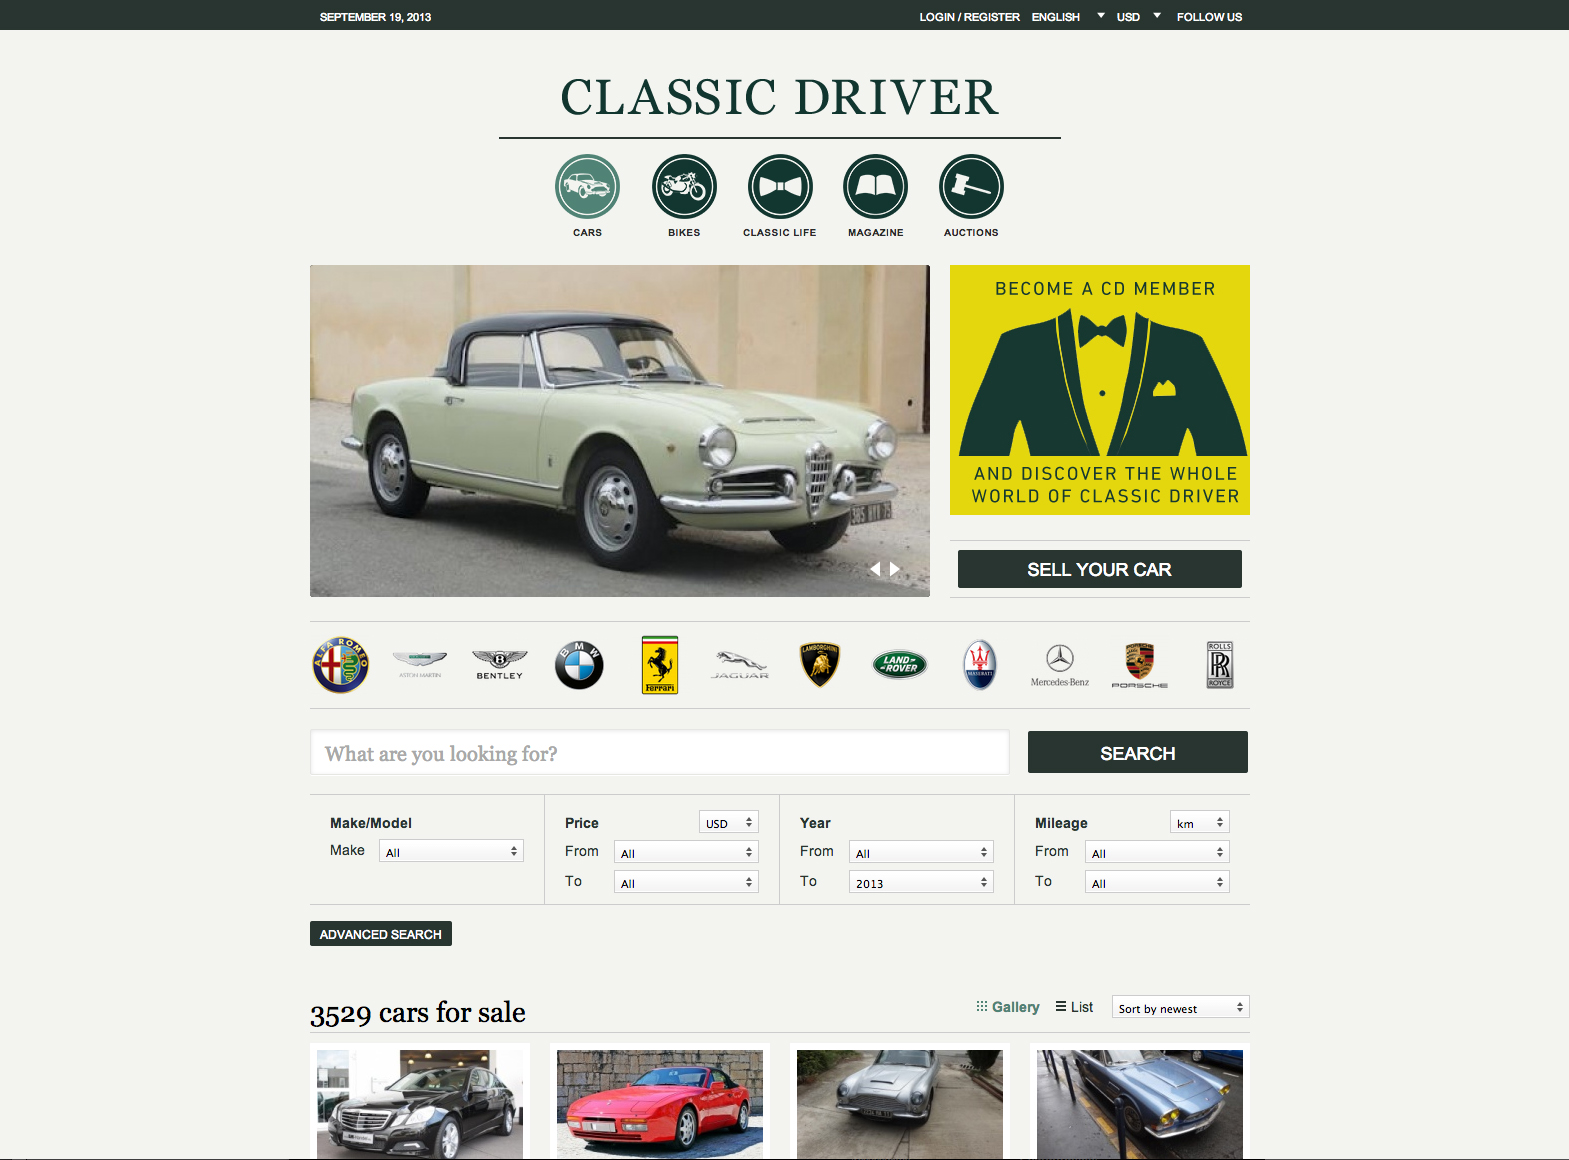 SEPTEMBER 19, 2013
LOGIN / REGISTER ENGLISH USD FOLLOW US
CLASSIC DRIVER
CARS BIKES CLASSIC LIFE MAGAZINE AUCTIONS
BECOME A CD MEMBER
AND DISCOVER THE WHOLE
WORLD OF CLASSIC DRIVER
SELL YOUR CAR
ALFA ROMEO
ASTON MARTIN
B
BENTLEY
BMW
Ferrari
JAGUAR
LAMBORGHINI
LAND-
-ROVER
MASERATI
Mercedes-Benz
PORSCHE
ROLLS
RR
ROYCE
What are you looking for?
SEARCH
Make/Model
Make All
Price USD
From All
To All
Year
From All
To 2013
Mileage km
From All
To All
ADVANCED SEARCH
3529 cars for sale
Gallery List Sort by newest